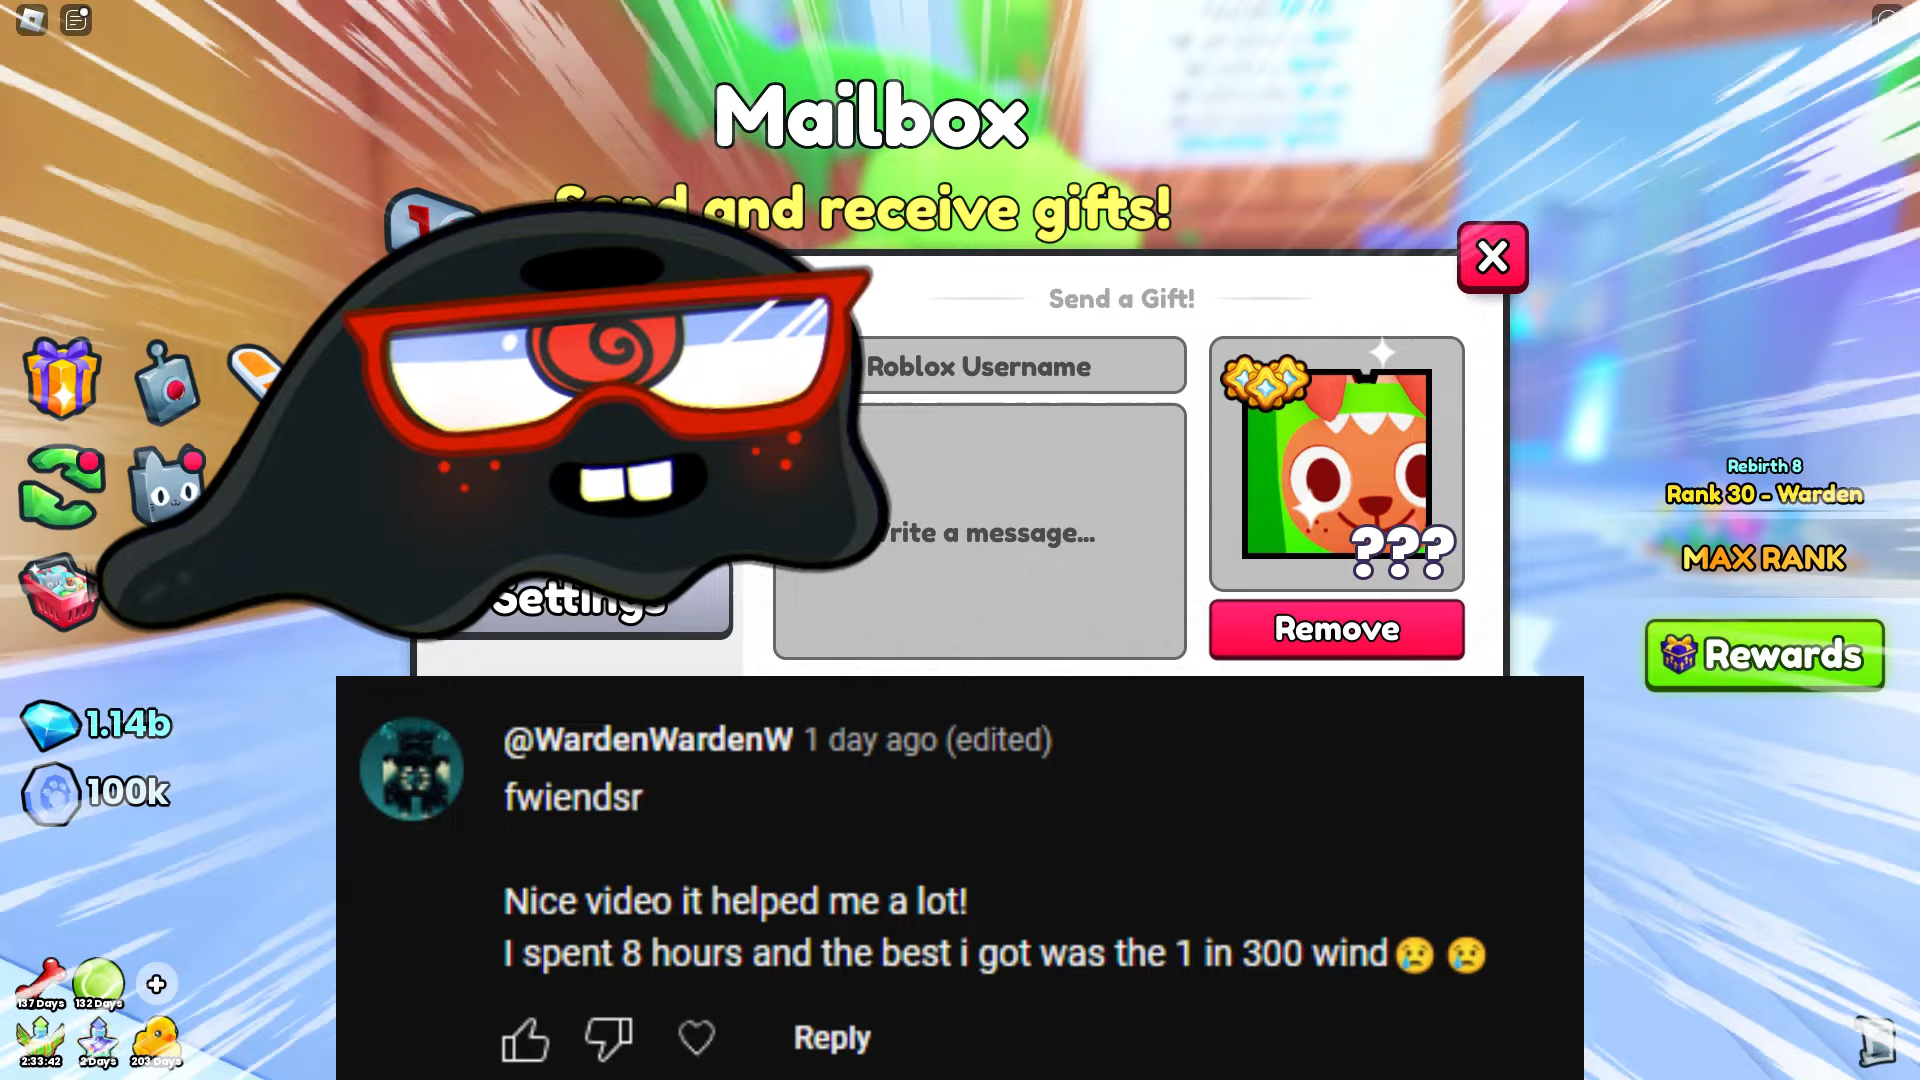 Mailbox
Send and receive gifts!
Send a Gift!
Roblox Username
rite a message...
???
Remove
Settings
Rebirth 8
Rank 30 - Warden
MAX RANK
Rewards
1.14b
100k
@WardenWardenW 1 day ago (edited)
fwiendsr
Nice video it helped me a lot!
I spent 8 hours and the best i got was the 1 in 300 wind😢 😢
Reply
137 Days
132 Days
2:33:42
2 Days
203 Days